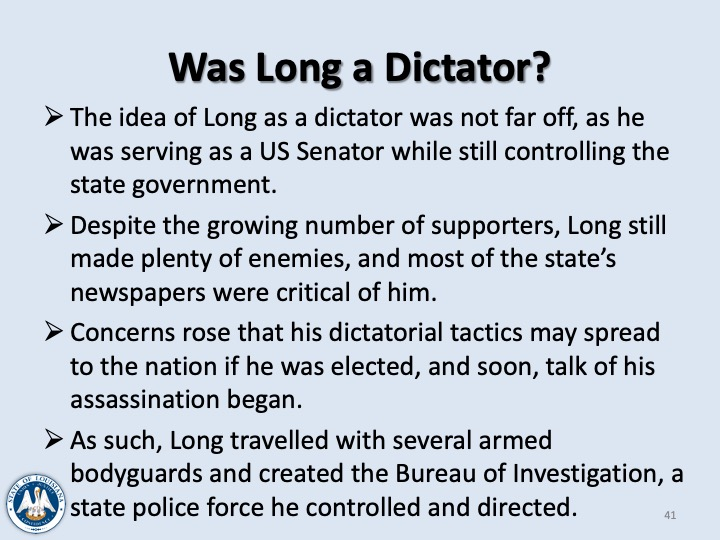 Was Long a Dictator?
➢ The idea of Long as a dictator was not far off, as he
was serving as a US Senator while still controlling the
state government.
➢ Despite the growing number of supporters, Long still
made plenty of enemies, and most of the state’s
newspapers were critical of him.
➢ Concerns rose that his dictatorial tactics may spread
to the nation if he was elected, and soon, talk of his
assassination began.
➢ As such, Long travelled with several armed
bodyguards and created the Bureau of Investigation, a
state police force he controlled and directed.
STATE OF LOUISIANA
41